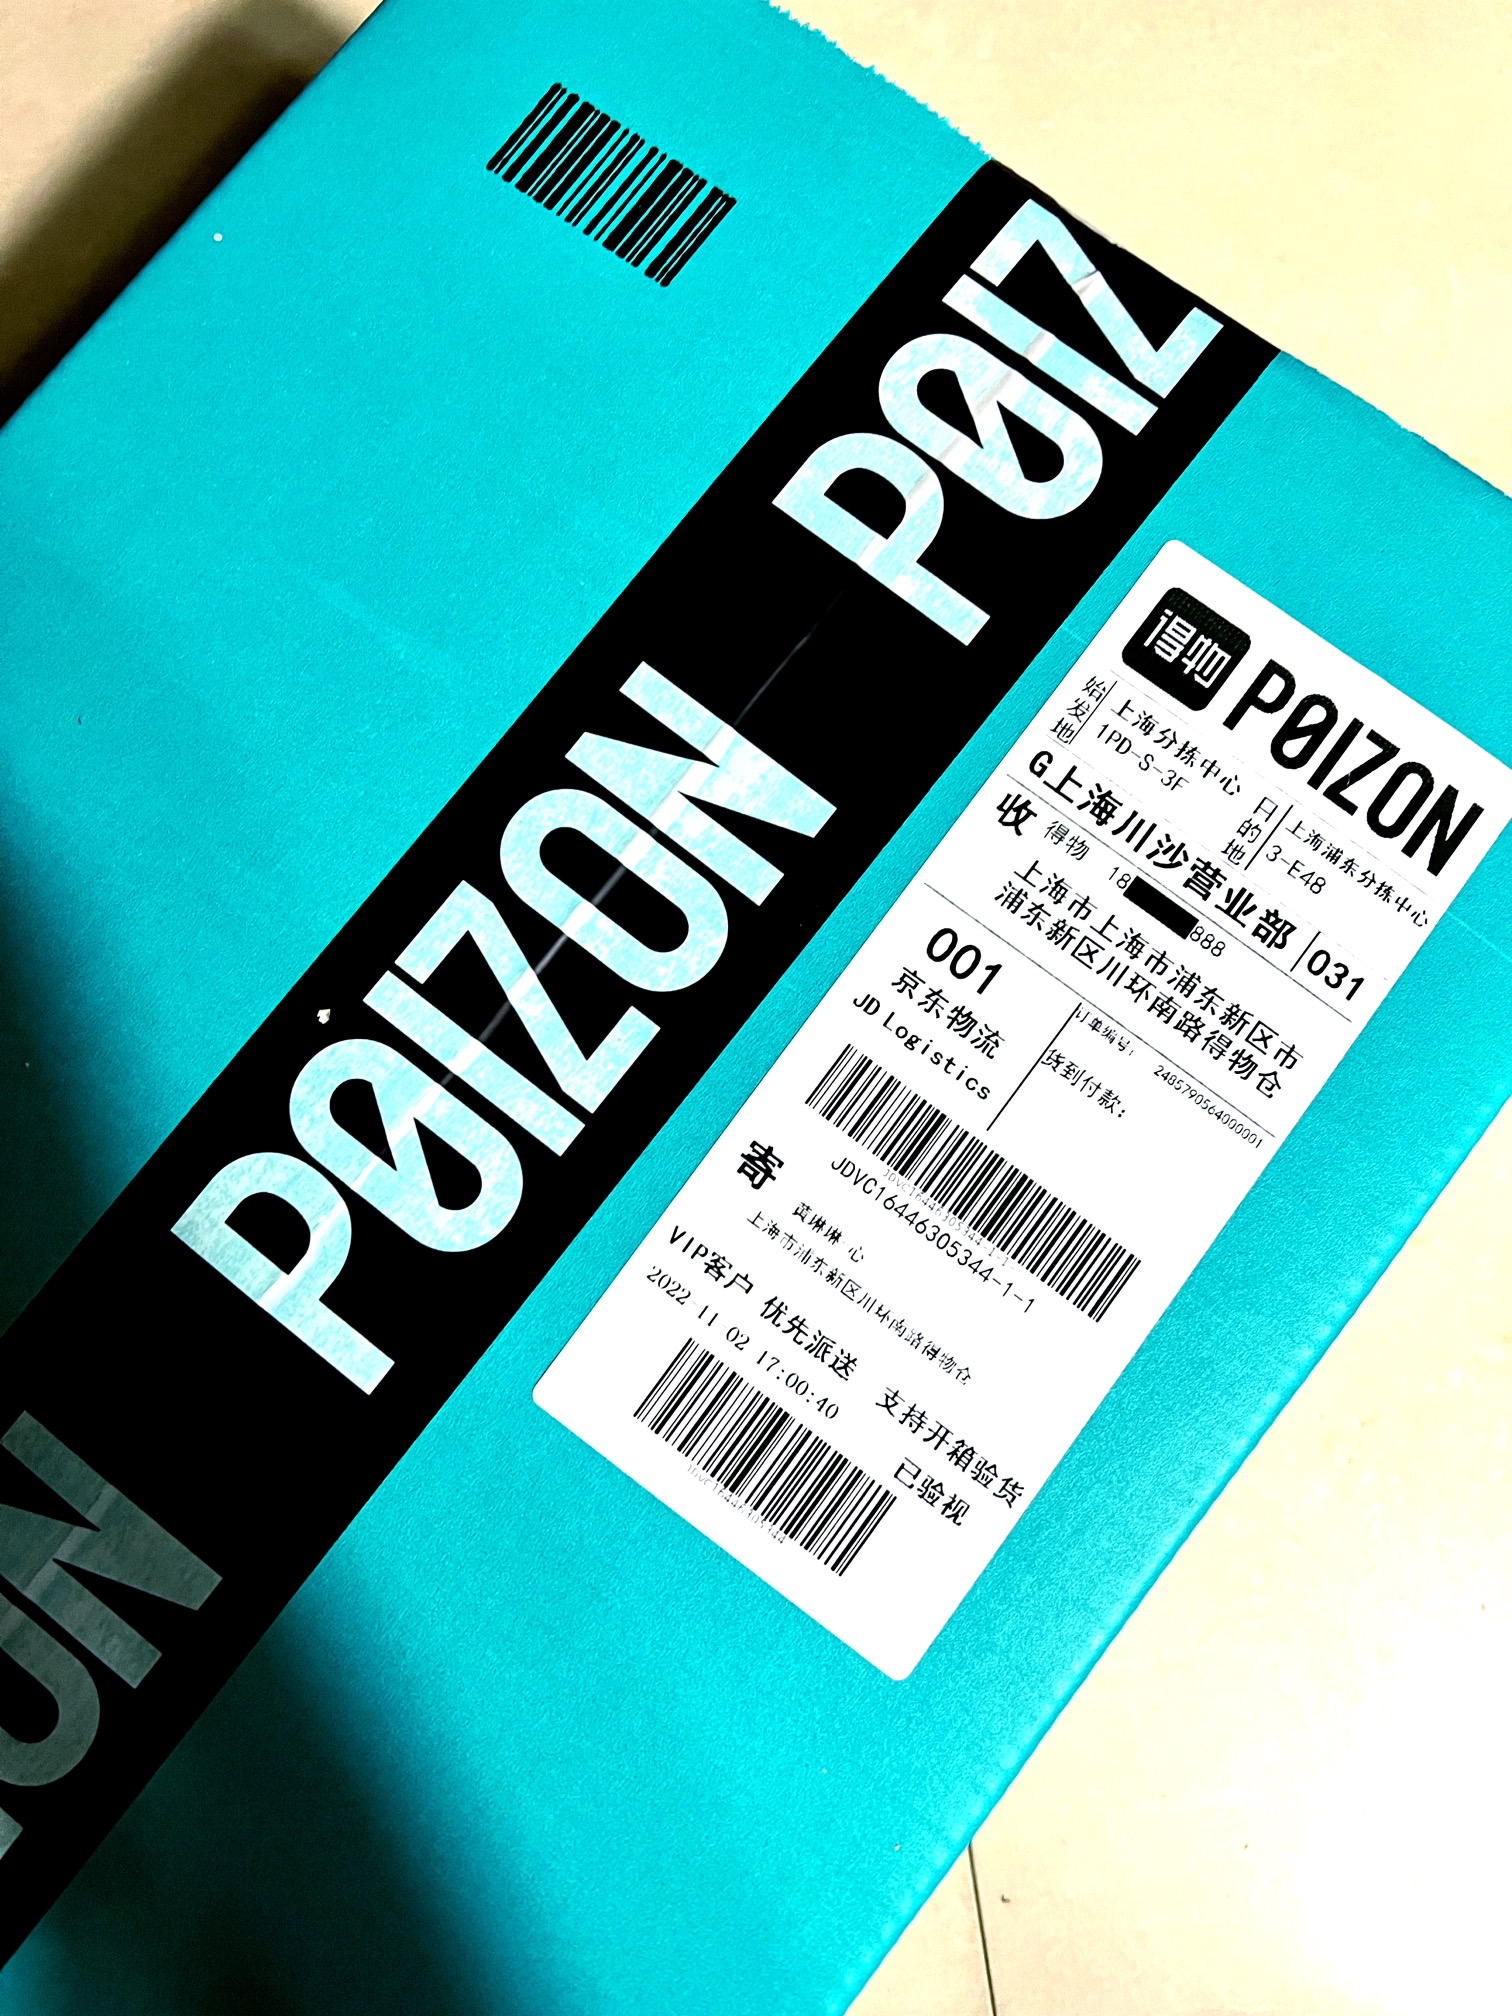 POIZ
POIZON
ON
得物 POIZON
始发地 上海分拣中心 1PD-S-3F
目的地 上海浦东分拣中心 3-E48
G上海川沙营业部 031
收 得物 18 888
上海市上海市浦东新区市
浦东新区川环南路得物仓
001
京东物流
JD Logistics
订单编号: 2485790564000001
货到付款:
JDVC16446305344-1-1
JDVC16446305344-1-1
寄
上海市浦东新区川环南路得物仓
VIP客户 优先派送 支持开箱验货
2022-11-02 17:00:40 已验视
JDVC16446305344